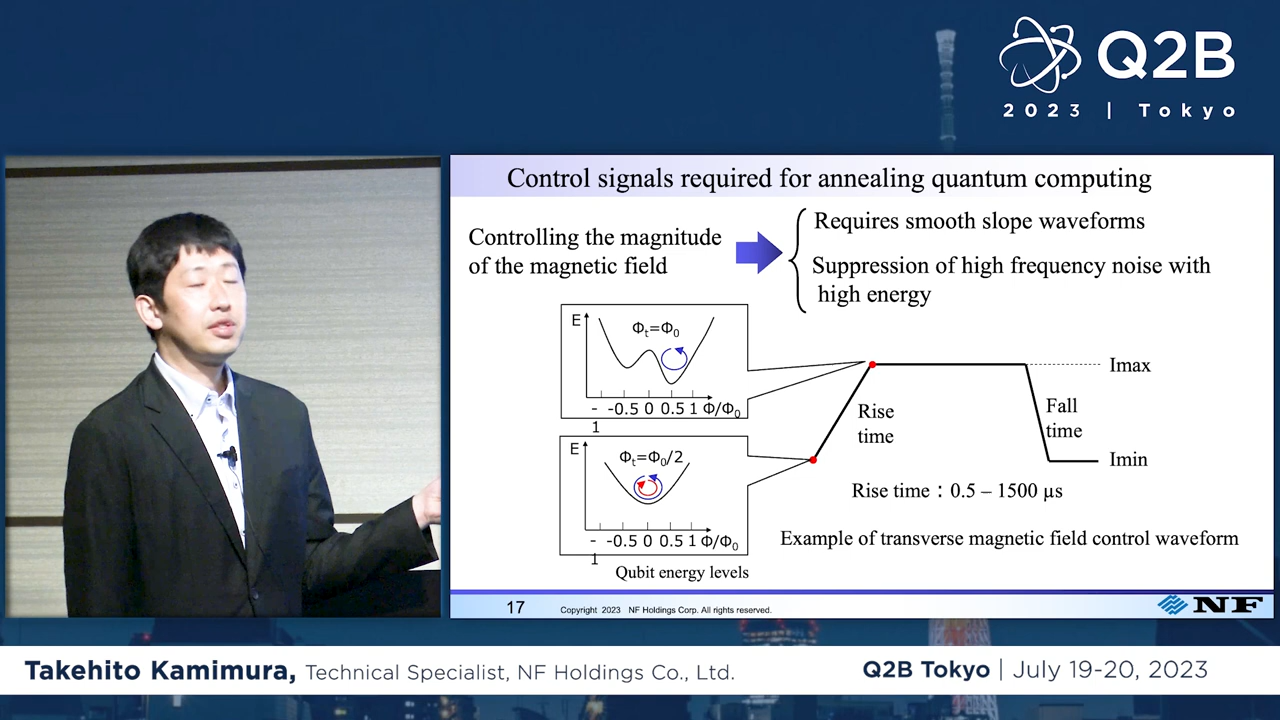 Q2B
2023 | Tokyo
Control signals required for annealing quantum computing
Controlling the magnitude
of the magnetic field
Requires smooth slope waveforms
Suppression of high frequency noise with
high energy
E
Φt=Φ0
- -0.5 0 0.5 1 Φ/Φ0
1
E
Φt=Φ0/2
- -0.5 0 0.5 1 Φ/Φ0
1
Qubit energy levels
Imax
Rise
time
Fall
time
Imin
Rise time：0.5 – 1500 µs
Example of transverse magnetic field control waveform
17
Copyright 2023 NF Holdings Corp. All rights reserved.
NF
Takehito Kamimura, Technical Specialist, NF Holdings Co., Ltd.
Q2B Tokyo | July 19-20, 2023